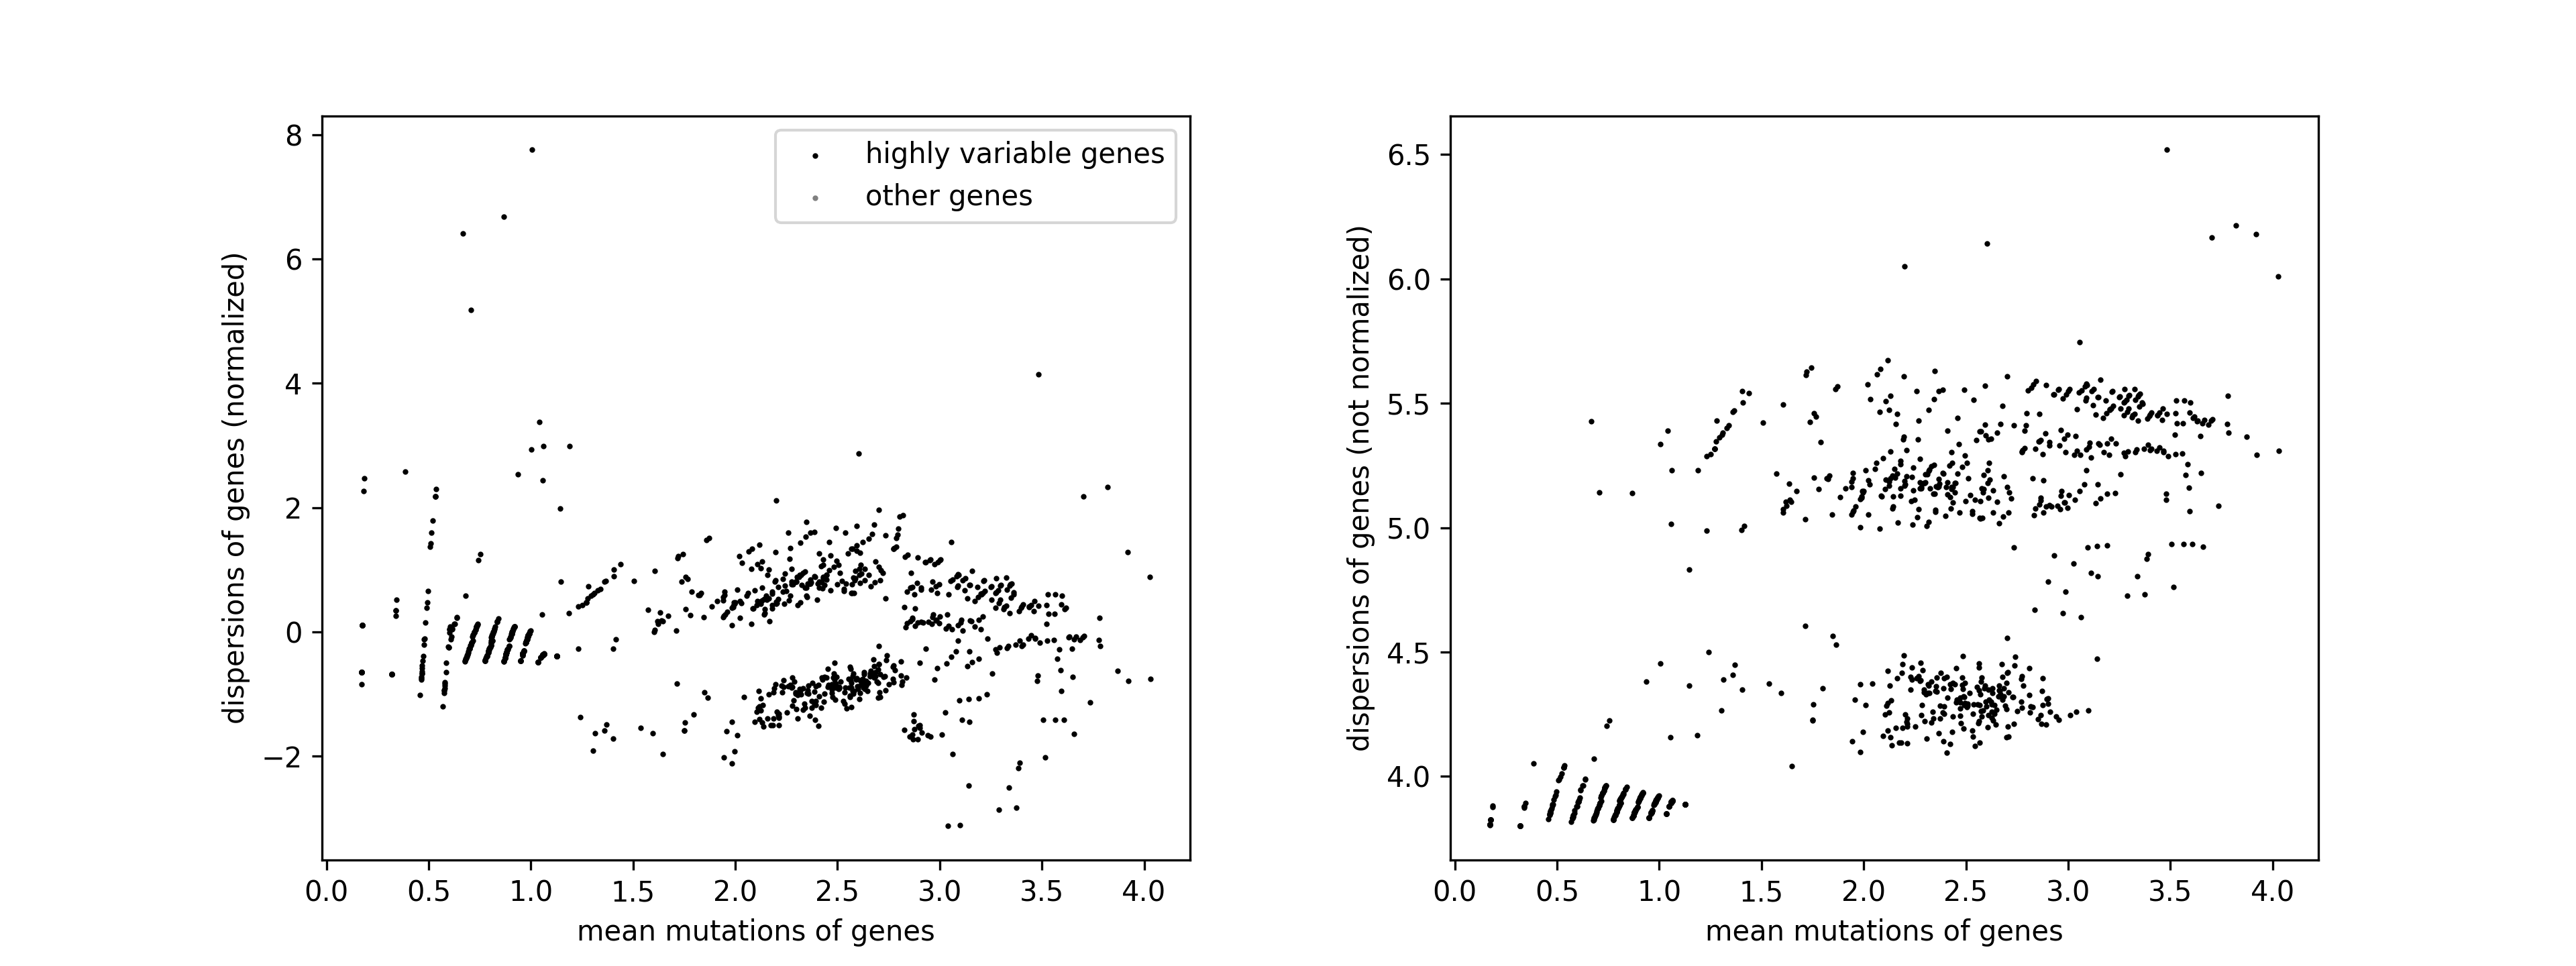 8
6
4
2
0
−2
dispersions of genes (normalized)
highly variable genes
other genes
0.0 0.5 1.0 1.5 2.0 2.5 3.0 3.5 4.0
mean mutations of genes
6.5
6.0
5.5
5.0
4.5
4.0
dispersions of genes (not normalized)
0.0 0.5 1.0 1.5 2.0 2.5 3.0 3.5 4.0
mean mutations of genes